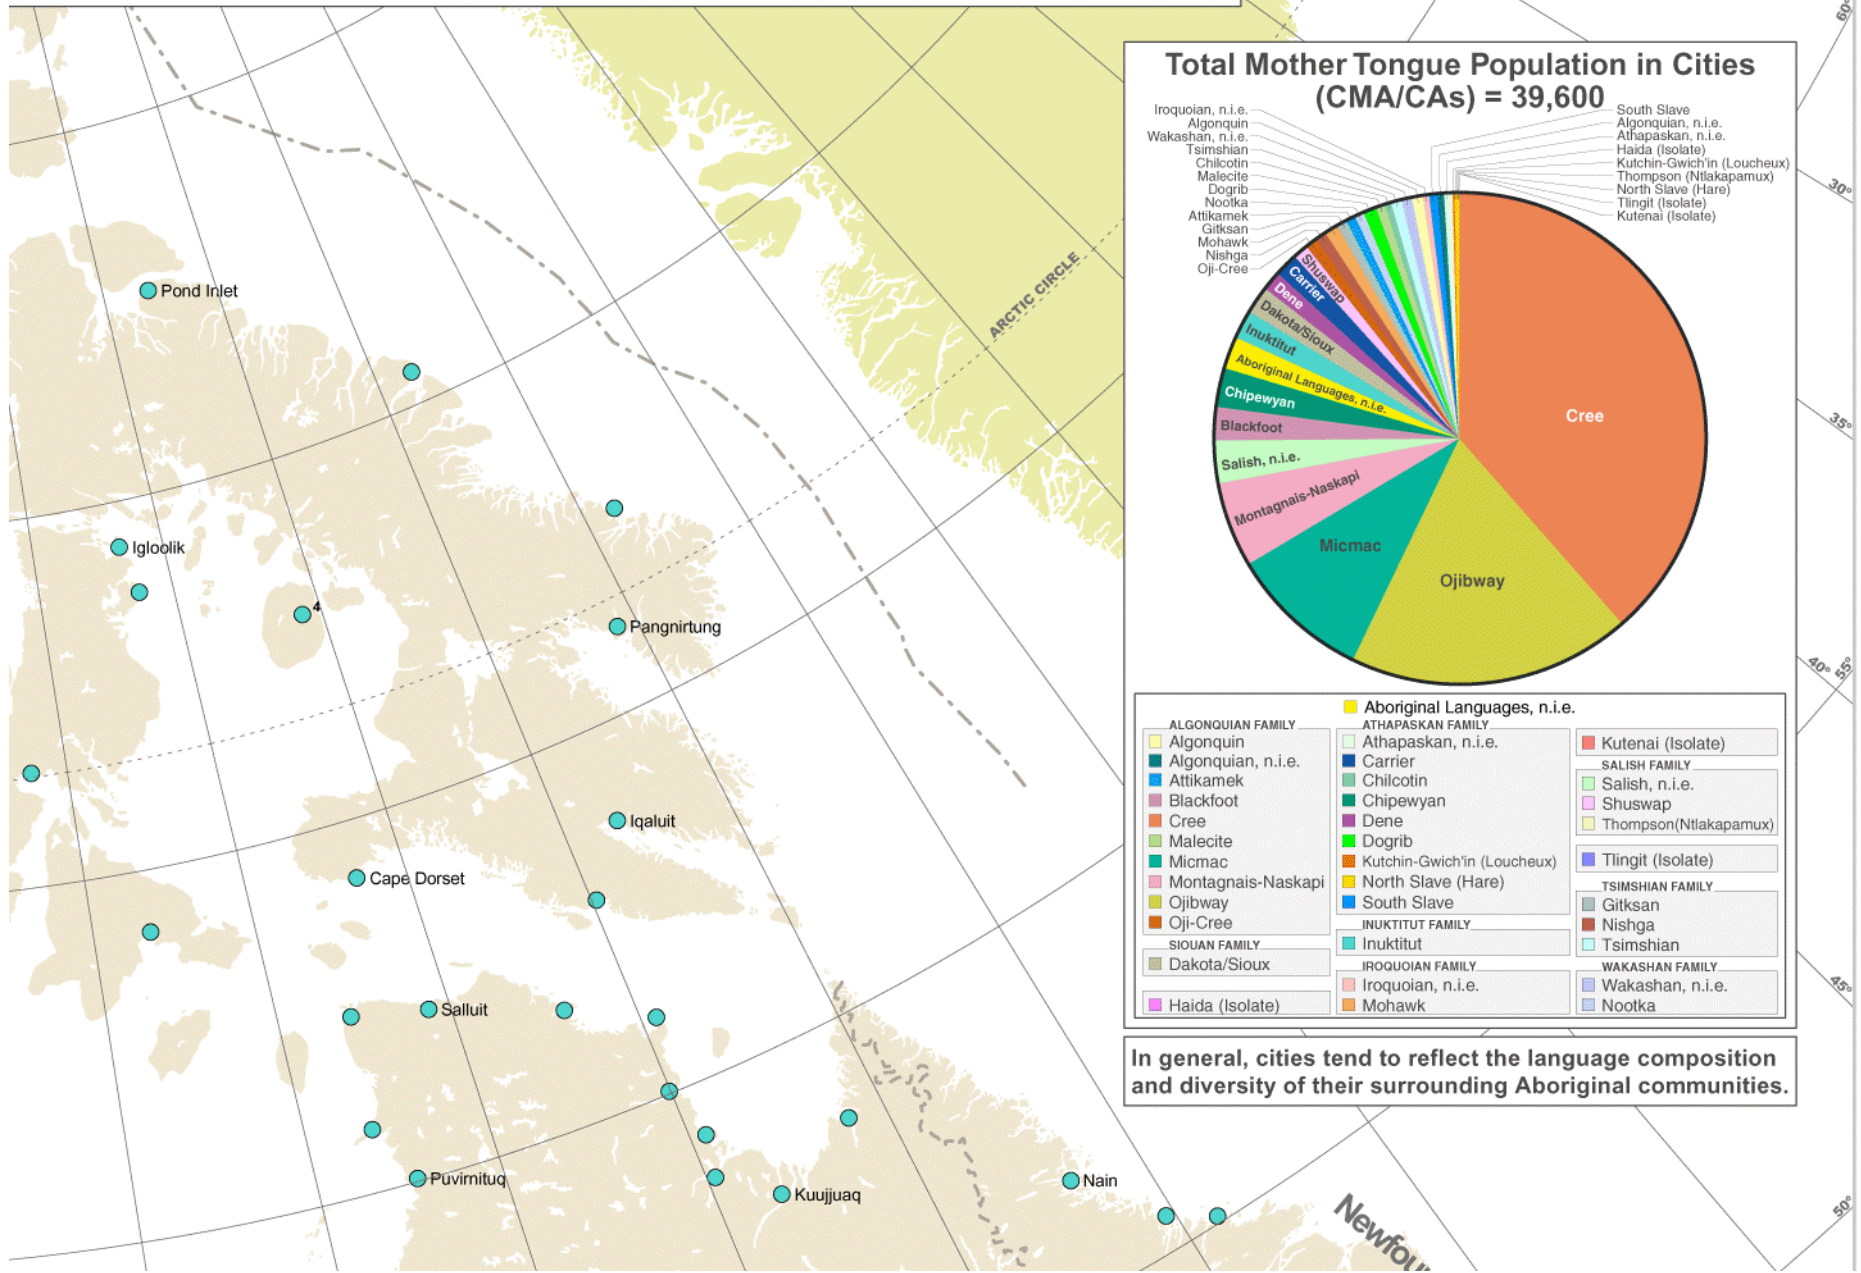 Total Mother Tongue Population in Cities
(CMA/CAs) = 39,600
Iroquoian, n.i.e.
Algonquin
Wakashan, n.i.e.
Tsimshian
Chilcotin
Malecite
Dogrib
Nootka
Attikamek
Gitksan
Mohawk
Nishga
Oji-Cree
South Slave
Algonquian, n.i.e.
Athapaskan, n.i.e.
Haida (Isolate)
Kutchin-Gwich'in (Loucheux)
Thompson (Ntlakapamux)
North Slave (Hare)
Tlingit (Isolate)
Kutenai (Isolate)
Shuswap
Carrier
Dene
Dakota/Sioux
Inuktitut
Aboriginal Languages, n.i.e.
Chipewyan
Blackfoot
Salish, n.i.e.
Montagnais-Naskapi
Micmac
Ojibway
Cree
Aboriginal Languages, n.i.e.
ALGONQUIAN FAMILY
Algonquin
Algonquian, n.i.e.
Attikamek
Blackfoot
Cree
Malecite
Micmac
Montagnais-Naskapi
Ojibway
Oji-Cree
SIOUAN FAMILY
Dakota/Sioux
Haida (Isolate)
ATHAPASKAN FAMILY
Athapaskan, n.i.e.
Carrier
Chilcotin
Chipewyan
Dene
Dogrib
Kutchin-Gwich'in (Loucheux)
North Slave (Hare)
South Slave
INUKTITUT FAMILY
Inuktitut
IROQUOIAN FAMILY
Iroquoian, n.i.e.
Mohawk
Kutenai (Isolate)
SALISH FAMILY
Salish, n.i.e.
Shuswap
Thompson(Ntlakapamux)
Tlingit (Isolate)
TSIMSHIAN FAMILY
Gitksan
Nishga
Tsimshian
WAKASHAN FAMILY
Wakashan, n.i.e.
Nootka
In general, cities tend to reflect the language composition
and diversity of their surrounding Aboriginal communities.
ARCTIC CIRCLE
Pond Inlet
Igloolik
4
Pangnirtung
Iqaluit
Cape Dorset
Salluit
Puvirnituq
Kuujjuaq
Nain
Newfou
60°
30°
35°
40°
55°
45°
50°